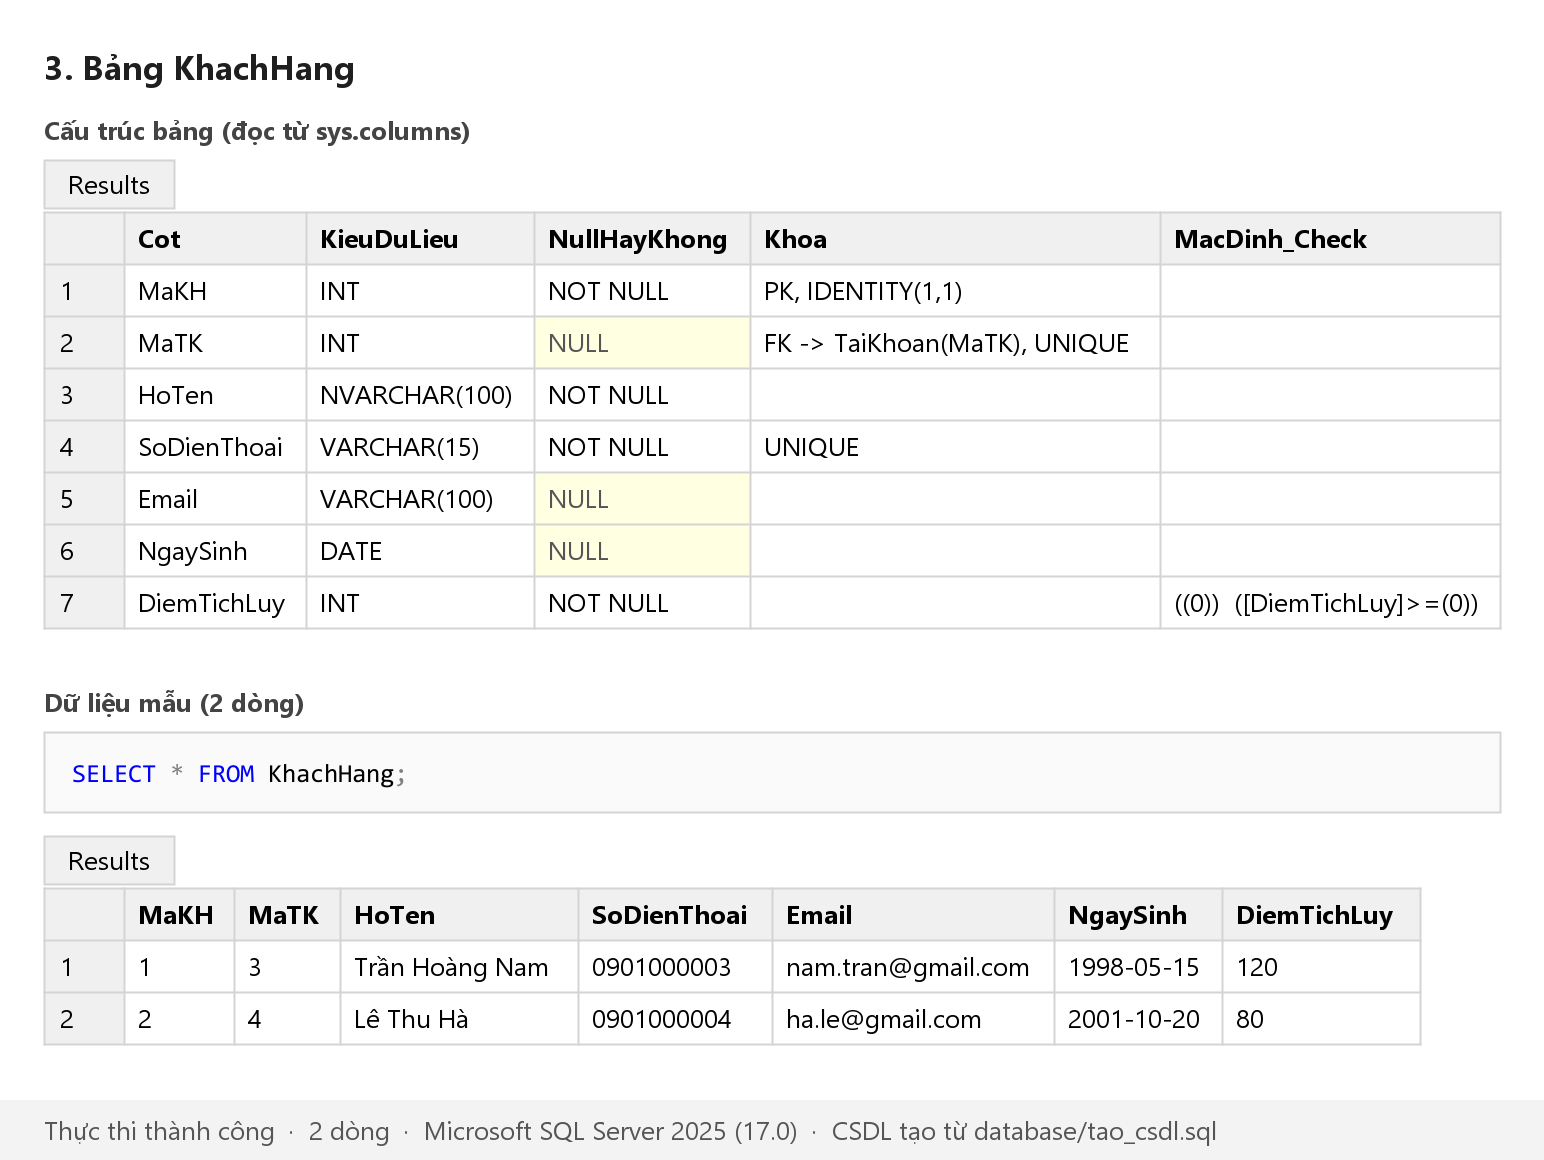 3. Bảng KhachHang
Cấu trúc bảng (đọc từ sys.columns)
Results
Cot KieuDuLieu NullHayKhong Khoa MacDinh_Check
1 MaKH INT NOT NULL PK, IDENTITY(1,1)
2 MaTK INT NULL FK -> TaiKhoan(MaTK), UNIQUE
3 HoTen NVARCHAR(100) NOT NULL
4 SoDienThoai VARCHAR(15) NOT NULL UNIQUE
5 Email VARCHAR(100) NULL
6 NgaySinh DATE NULL
7 DiemTichLuy INT NOT NULL ((0)) ([DiemTichLuy]>=(0))
Dữ liệu mẫu (2 dòng)
SELECT * FROM KhachHang;
Results
MaKH MaTK HoTen SoDienThoai Email NgaySinh DiemTichLuy
1 1 3 Trần Hoàng Nam 0901000003 nam.tran@gmail.com 1998-05-15 120
2 2 4 Lê Thu Hà 0901000004 ha.le@gmail.com 2001-10-20 80
Thực thi thành công · 2 dòng · Microsoft SQL Server 2025 (17.0) · CSDL tạo từ database/tao_csdl.sql